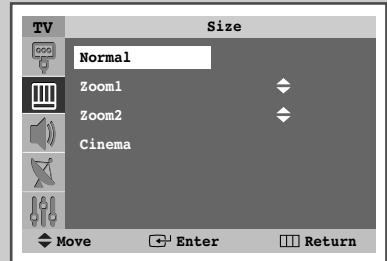 TV Size
Normal
Zoom1
Zoom2
Cinema
Move Enter Return